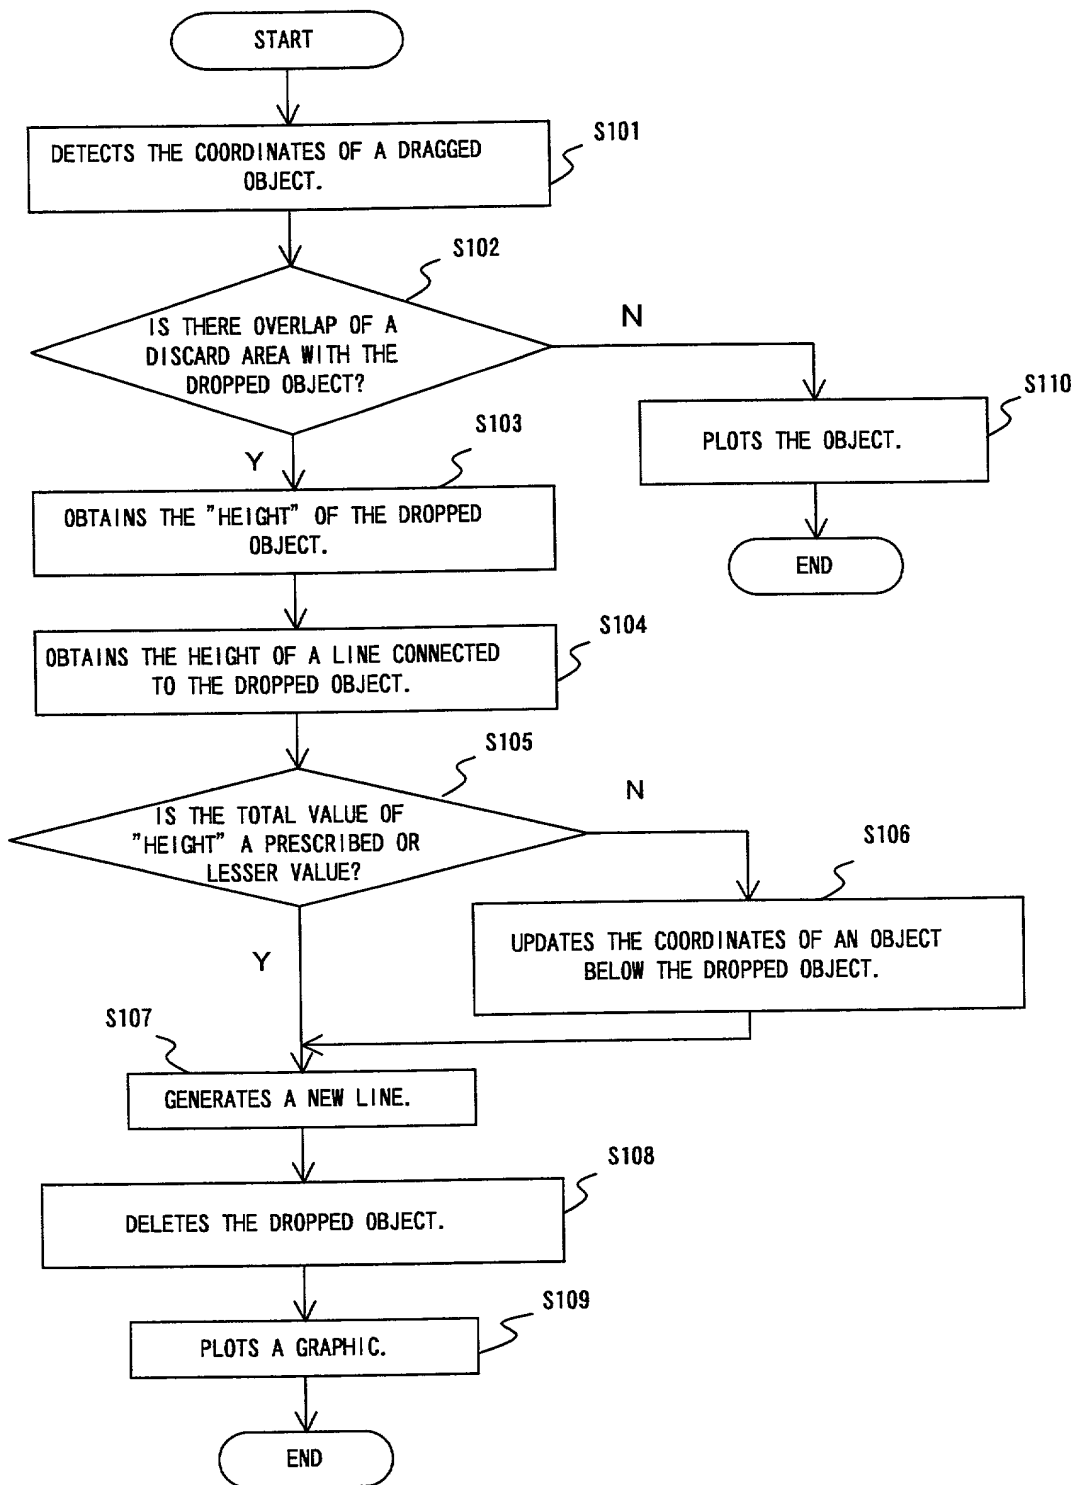 START
S101
DETECTS THE COORDINATES OF A DRAGGED
OBJECT.
S102
IS THERE OVERLAP OF A
DISCARD AREA WITH THE
DROPPED OBJECT?
N
S110
PLOTS THE OBJECT.
END
Y
S103
OBTAINS THE "HEIGHT" OF THE DROPPED
OBJECT.
S104
OBTAINS THE HEIGHT OF A LINE CONNECTED
TO THE DROPPED OBJECT.
S105
IS THE TOTAL VALUE OF
"HEIGHT" A PRESCRIBED OR
LESSER VALUE?
N
S106
UPDATES THE COORDINATES OF AN OBJECT
BELOW THE DROPPED OBJECT.
Y
S107
GENERATES A NEW LINE.
S108
DELETES THE DROPPED OBJECT.
S109
PLOTS A GRAPHIC.
END